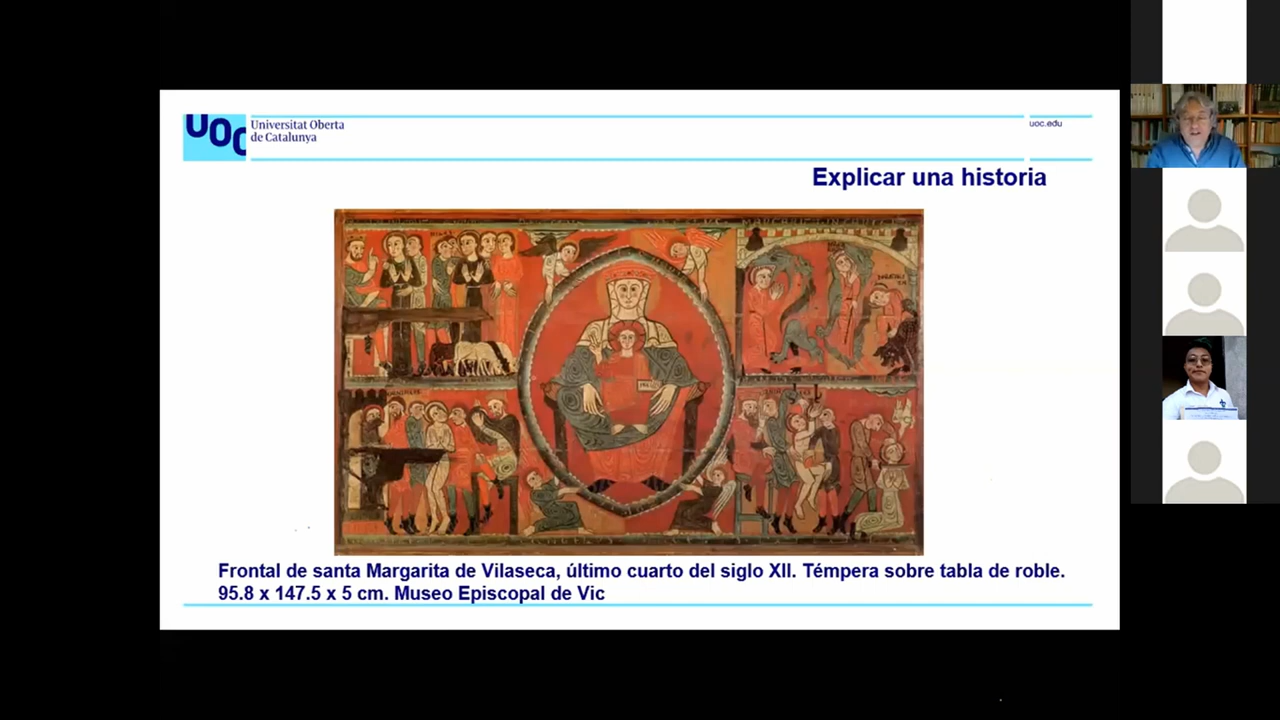 UOC
Universitat Oberta
de Catalunya
uoc.edu
Explicar una historia
Frontal de santa Margarita de Vilaseca, último cuarto del siglo XII. Témpera sobre tabla de roble.
95.8 x 147.5 x 5 cm. Museo Episcopal de Vic